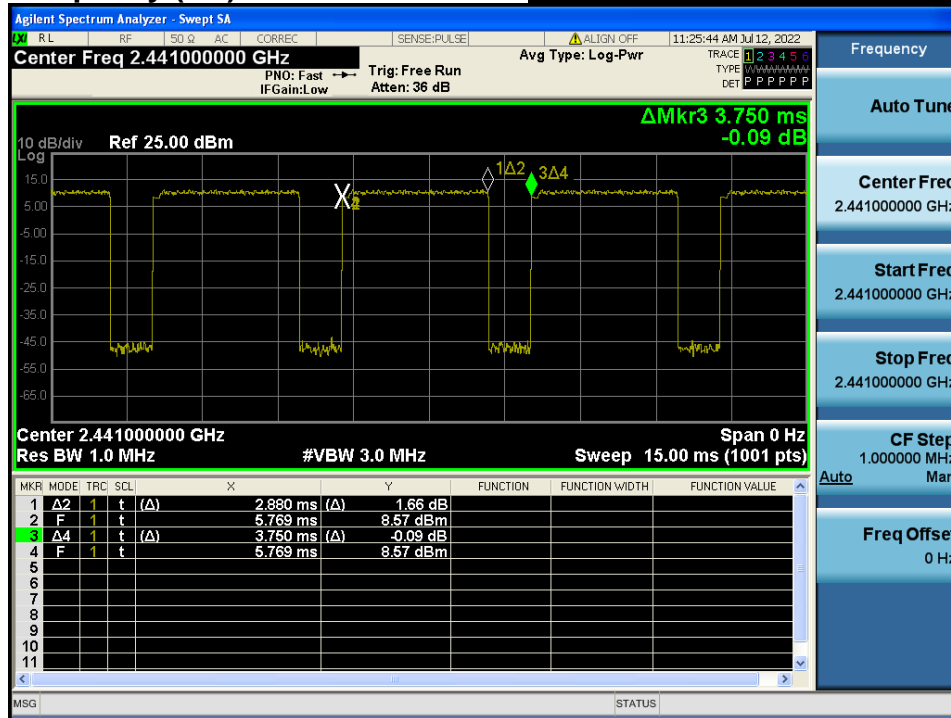 Agilent Spectrum Analyzer - Swept SA
LXI RL RF 50 Ω AC CORREC SENSE:PULSE ALIGN OFF 11:25:44 AM Jul 12, 2022
Center Freq 2.441000000 GHz
PNO: Fast
IFGain:Low
Trig: Free Run
Atten: 36 dB
Avg Type: Log-Pwr
TRACE 1 2 3 4 5 6
TYPE WWWWWW
DET P P P P P P
ΔMkr3 3.750 ms
-0.09 dB
10 dB/div Ref 25.00 dBm
Log
15.0
5.00
-5.00
-15.0
-25.0
-35.0
-45.0
-55.0
-65.0
X
1Δ2
3Δ4
Center 2.441000000 GHz Span 0 Hz
Res BW 1.0 MHz #VBW 3.0 MHz Sweep 15.00 ms (1001 pts)
MKR MODE TRC SCL X Y FUNCTION FUNCTION WIDTH FUNCTION VALUE
1 Δ2 1 t (Δ) 2.880 ms (Δ) 1.66 dB
2 F 1 t 5.769 ms 8.57 dBm
3 Δ4 1 t (Δ) 3.750 ms (Δ) -0.09 dB
4 F 1 t 5.769 ms 8.57 dBm
5
6
7
8
9
10
11
MSG STATUS
Frequency
Auto Tune
Center Freq
2.441000000 GHz
Start Freq
2.441000000 GHz
Stop Freq
2.441000000 GHz
CF Step
1.000000 MHz
Auto Man
Freq Offset
0 Hz